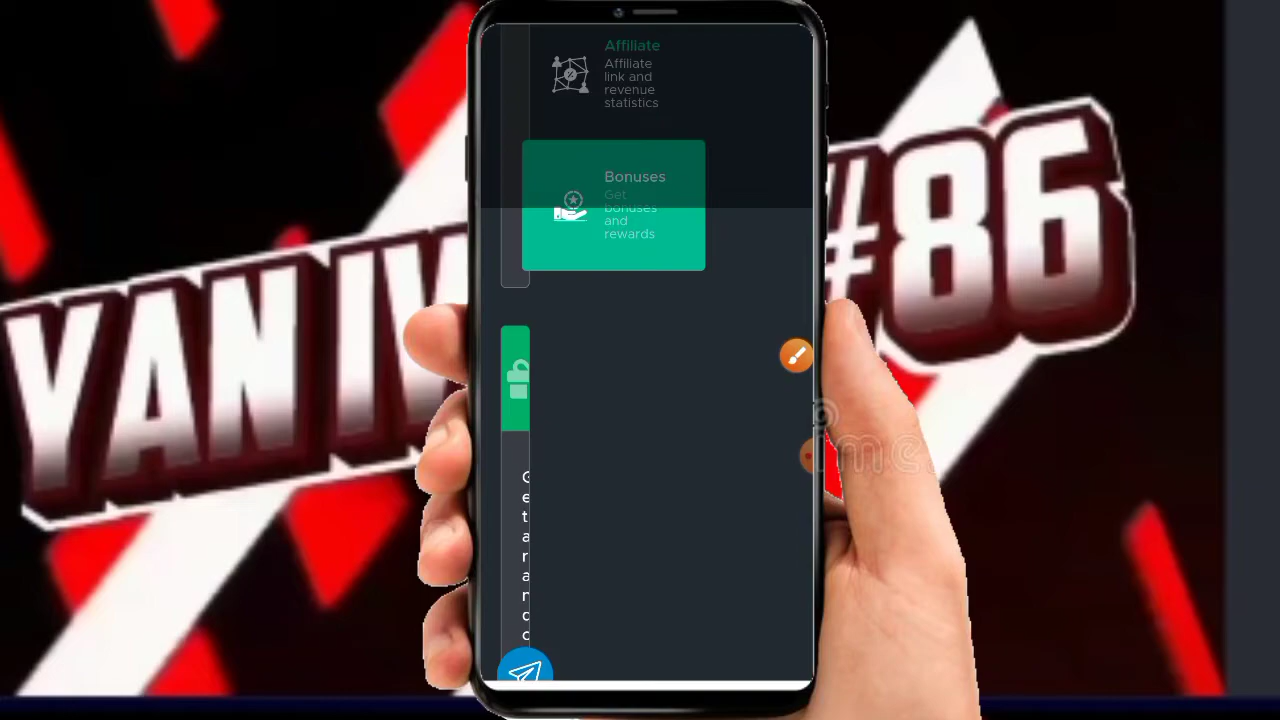 Affiliate
Affiliate
link and
revenue
statistics
Bonuses
Get
bonuses
and
rewards
YAN IV
#86
G
e
t
a
r
a
n
d
o